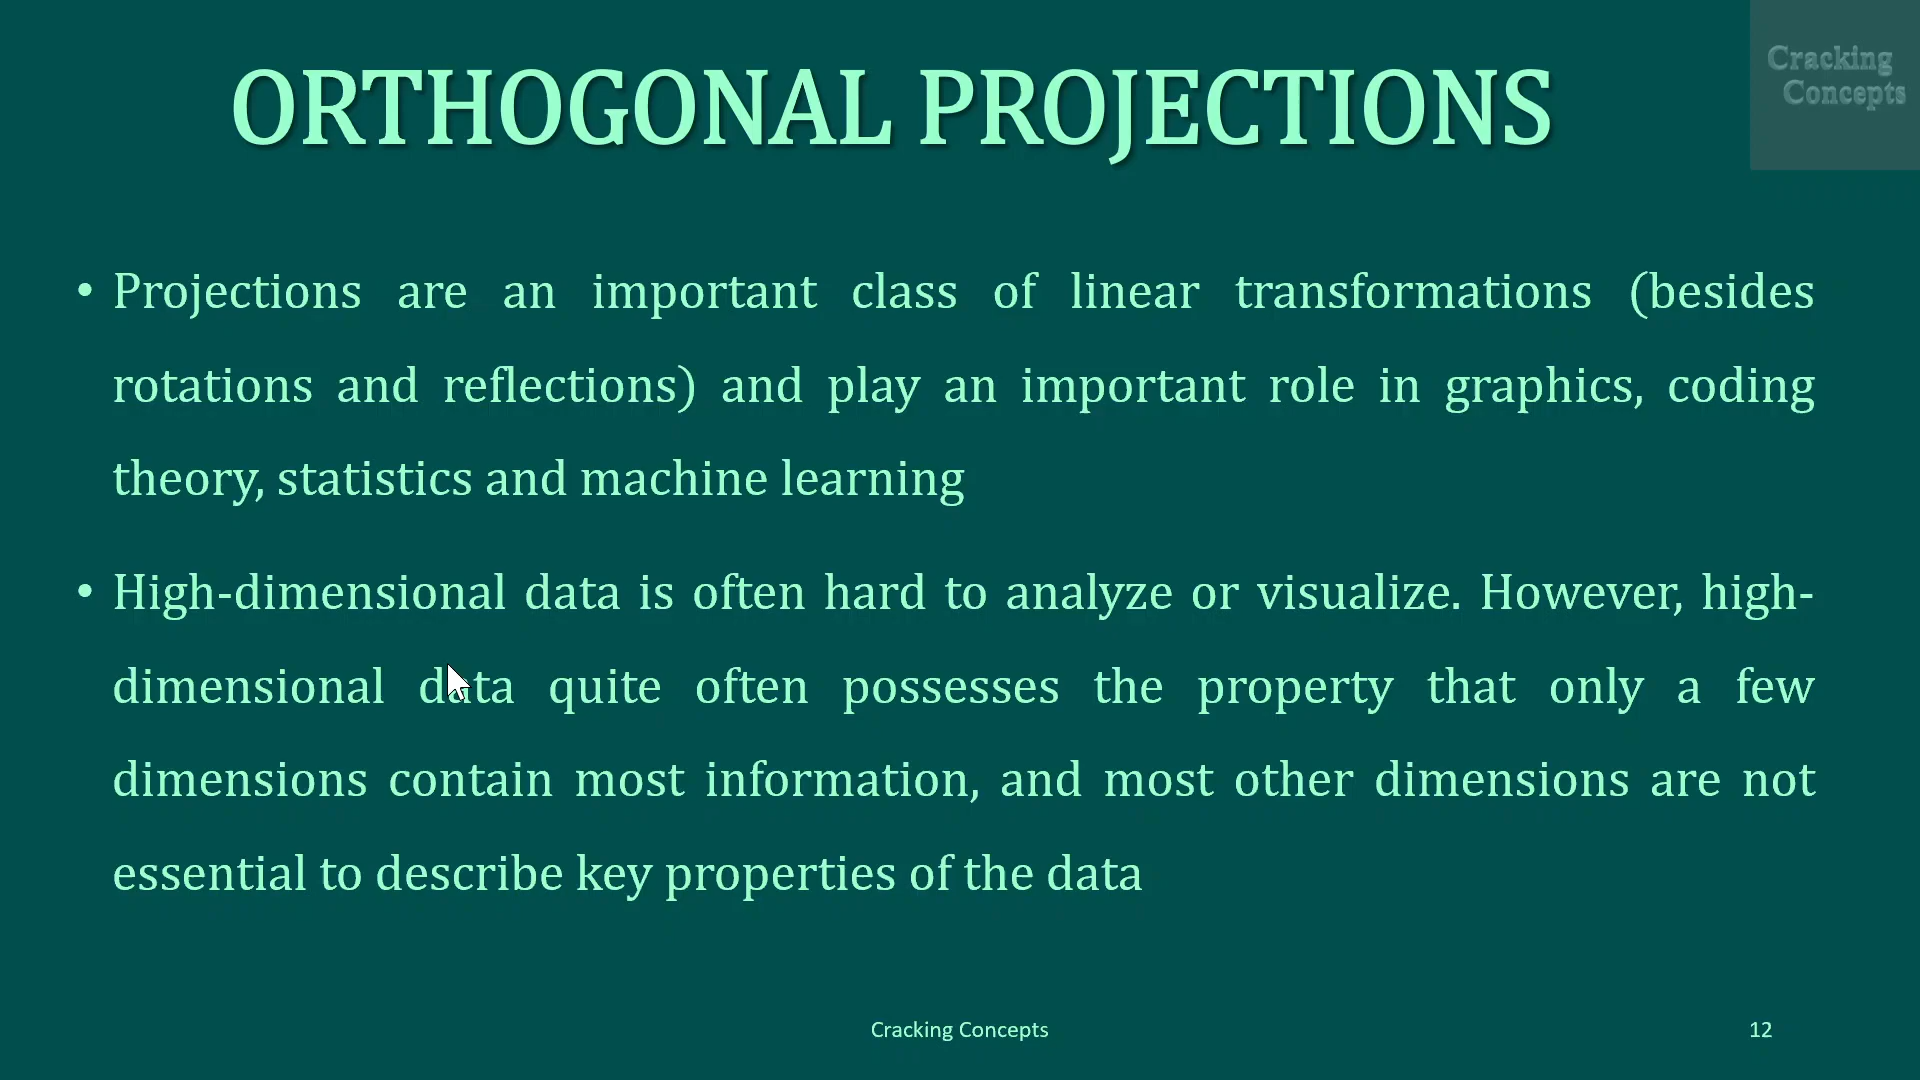 ORTHOGONAL PROJECTIONS
Cracking
Concepts
• Projections are an important class of linear transformations (besides
rotations and reflections) and play an important role in graphics, coding
theory, statistics and machine learning
• High-dimensional data is often hard to analyze or visualize. However, high-
dimensional data quite often possesses the property that only a few
dimensions contain most information, and most other dimensions are not
essential to describe key properties of the data
Cracking Concepts
12